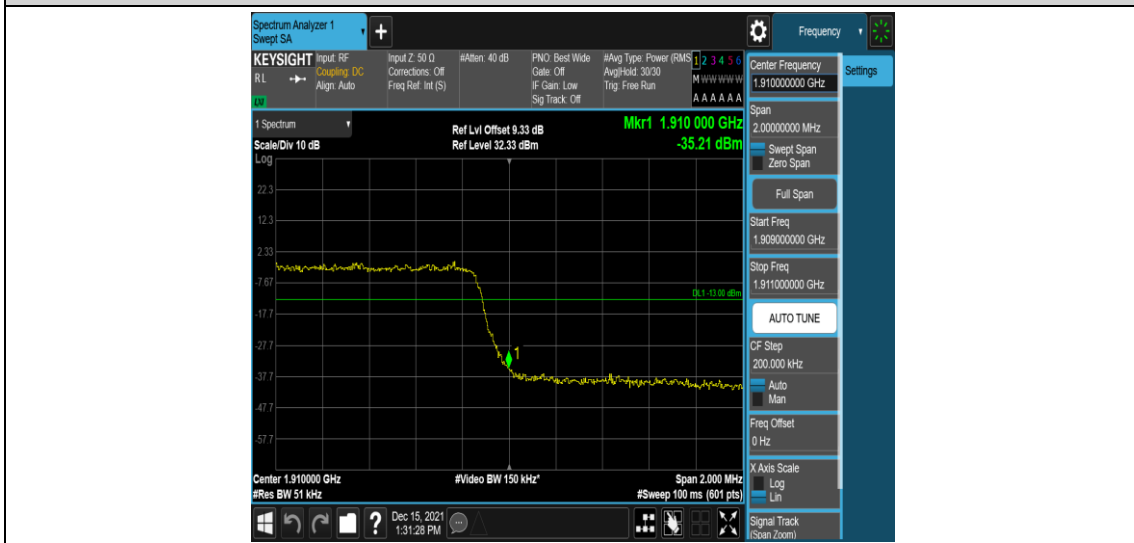 Spectrum Analyzer 1
Swept SA
+
Frequency
KEYSIGHT
RL
Input: RF
Coupling: DC
Align: Auto
Input Z: 50 Ω
Corrections: Off
Freq Ref: Int (S)
#Atten: 40 dB
PNO: Best Wide
Gate: Off
IF Gain: Low
Sig Track: Off
#Avg Type: Power (RMS
Avg|Hold: 30/30
Trig: Free Run
1 2 3 4 5 6
M W W W W W
A A A A A A
1 Spectrum
Scale/Div 10 dB
Log
Ref Lvl Offset 9.33 dB
Ref Level 32.33 dBm
Mkr1 1.910 000 GHz
-35.21 dBm
22.3
12.3
2.33
-7.67
-17.7
-27.7
-37.7
-47.7
-57.7
DL1 -13.00 dBm
1
Center 1.910000 GHz
#Res BW 51 kHz
#Video BW 150 kHz*
Span 2.000 MHz
#Sweep 100 ms (601 pts)
Center Frequency
1.910000000 GHz
Settings
Span
2.00000000 MHz
Swept Span
Zero Span
Full Span
Start Freq
1.909000000 GHz
Stop Freq
1.911000000 GHz
AUTO TUNE
CF Step
200.000 kHz
Auto
Man
Freq Offset
0 Hz
X Axis Scale
Log
Lin
Signal Track
(Span Zoom)
?
Dec 15, 2021
1:31:28 PM